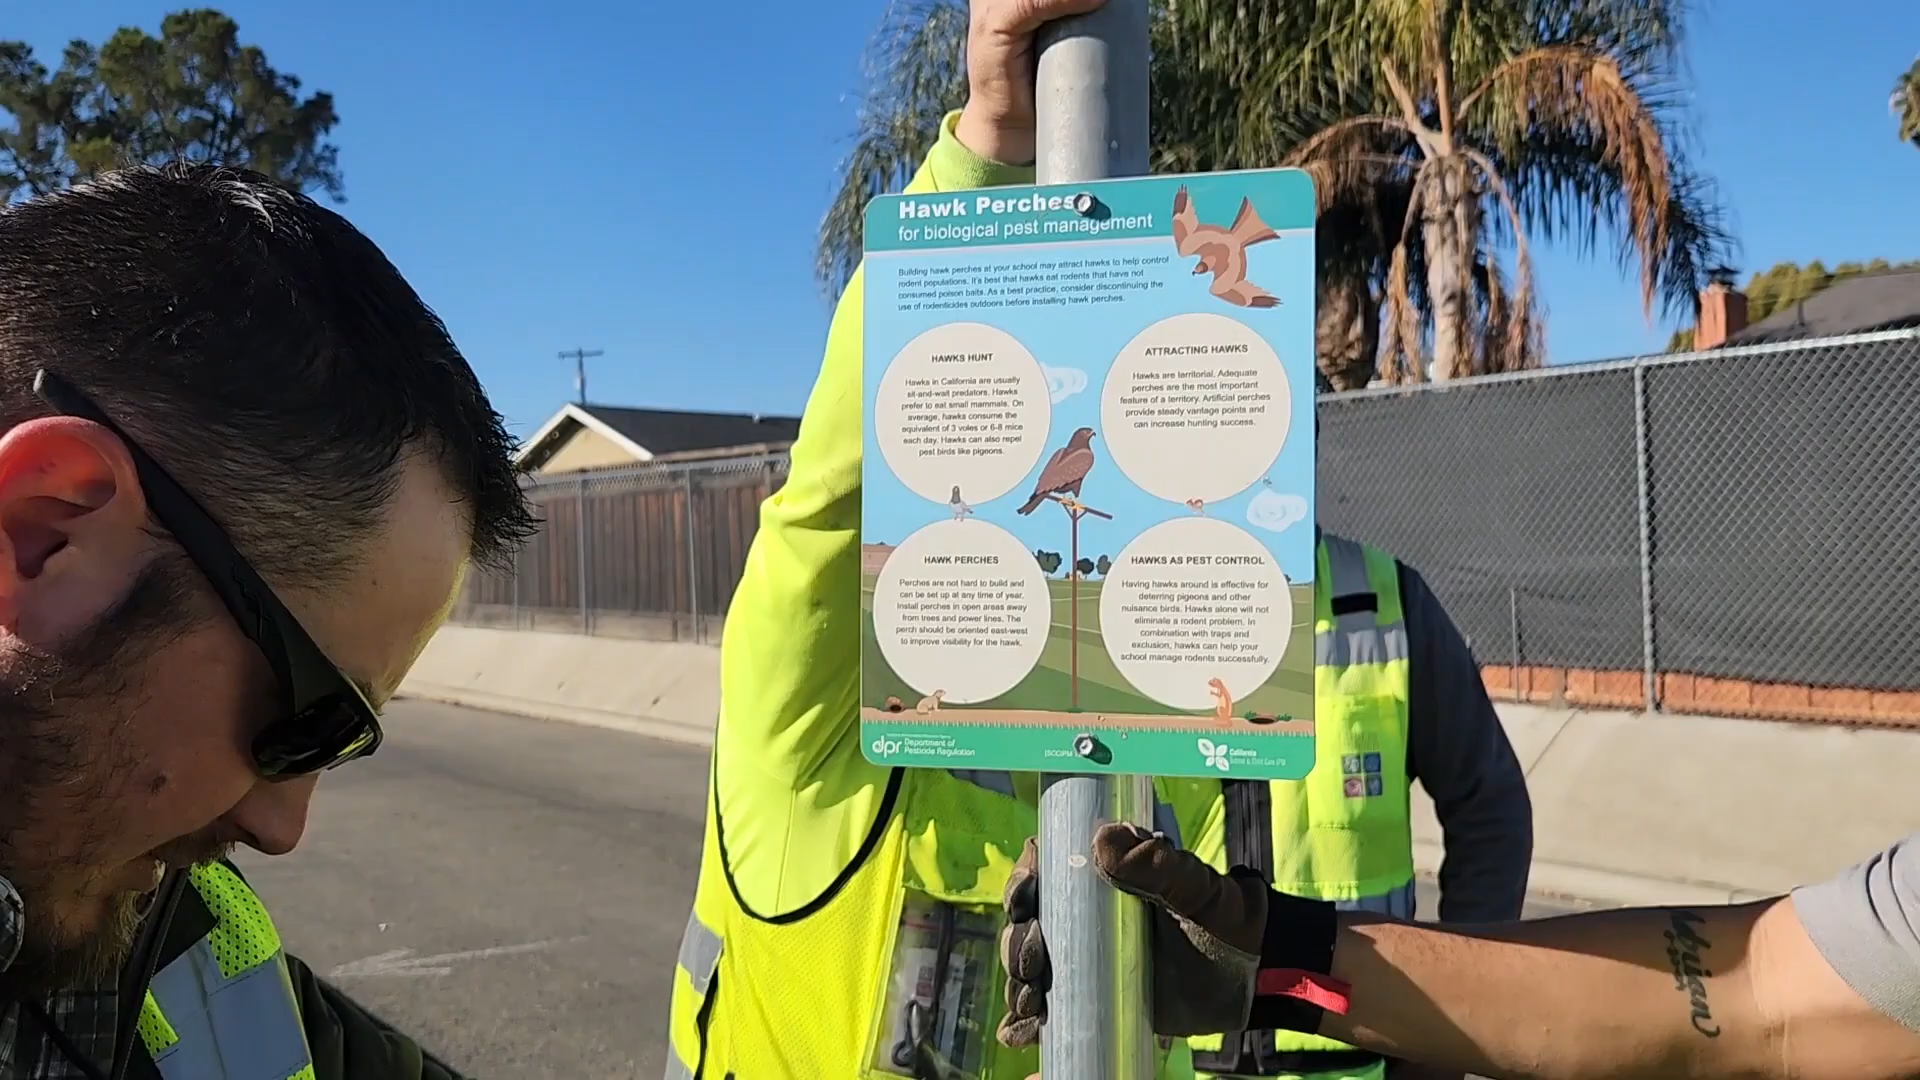 Hawk Perches
for biological pest management
Building hawk perches at your school may attract hawks to help control
rodent populations. It's best that hawks eat rodents that have not
consumed poison baits. As a best practice, consider discontinuing the
use of rodenticides outdoors before installing hawk perches.
HAWKS HUNT
Hawks in California are usually
sit-and-wait predators. Hawks
prefer to eat small mammals. On
average, hawks consume the
equivalent of 3 voles or 6-8 mice
each day. Hawks can also repel
pest birds like pigeons.
ATTRACTING HAWKS
Hawks are territorial. Adequate
perches are the most important
feature of a territory. Artificial perches
provide steady vantage points and
can increase hunting success.
HAWK PERCHES
Perches are not hard to build and
can be set up at any time of year.
Install perches in open areas away
from trees and power lines. The
perch should be oriented east-west
to improve visibility for the hawk.
HAWKS AS PEST CONTROL
Having hawks around is effective for
deterring pigeons and other
nuisance birds. Hawks alone will not
eliminate a rodent problem. In
combination with traps and
exclusion, hawks can help your
school manage rodents successfully.
dpr Department of
Pesticide Regulation
California
School & Child Care IPM